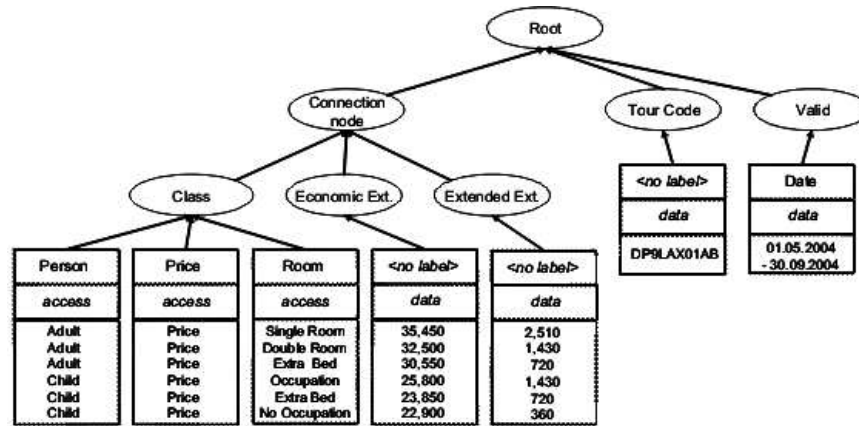 Root
Connection
node
Tour Code
Valid
Class
Economic Ext.
Extended Ext.
<no label>
data
DP9LAX01AB
Date
data
01.05.2004
- 30.09.2004
Person
access
Adult
Adult
Adult
Child
Child
Child
Price
access
Price
Price
Price
Price
Price
Price
Room
access
Single Room
Double Room
Extra Bed
Occupation
Extra Bed
No Occupation
<no label>
data
35,450
32,500
30,550
25,800
23,850
22,900
<no label>
data
2,510
1,430
720
1,430
720
360